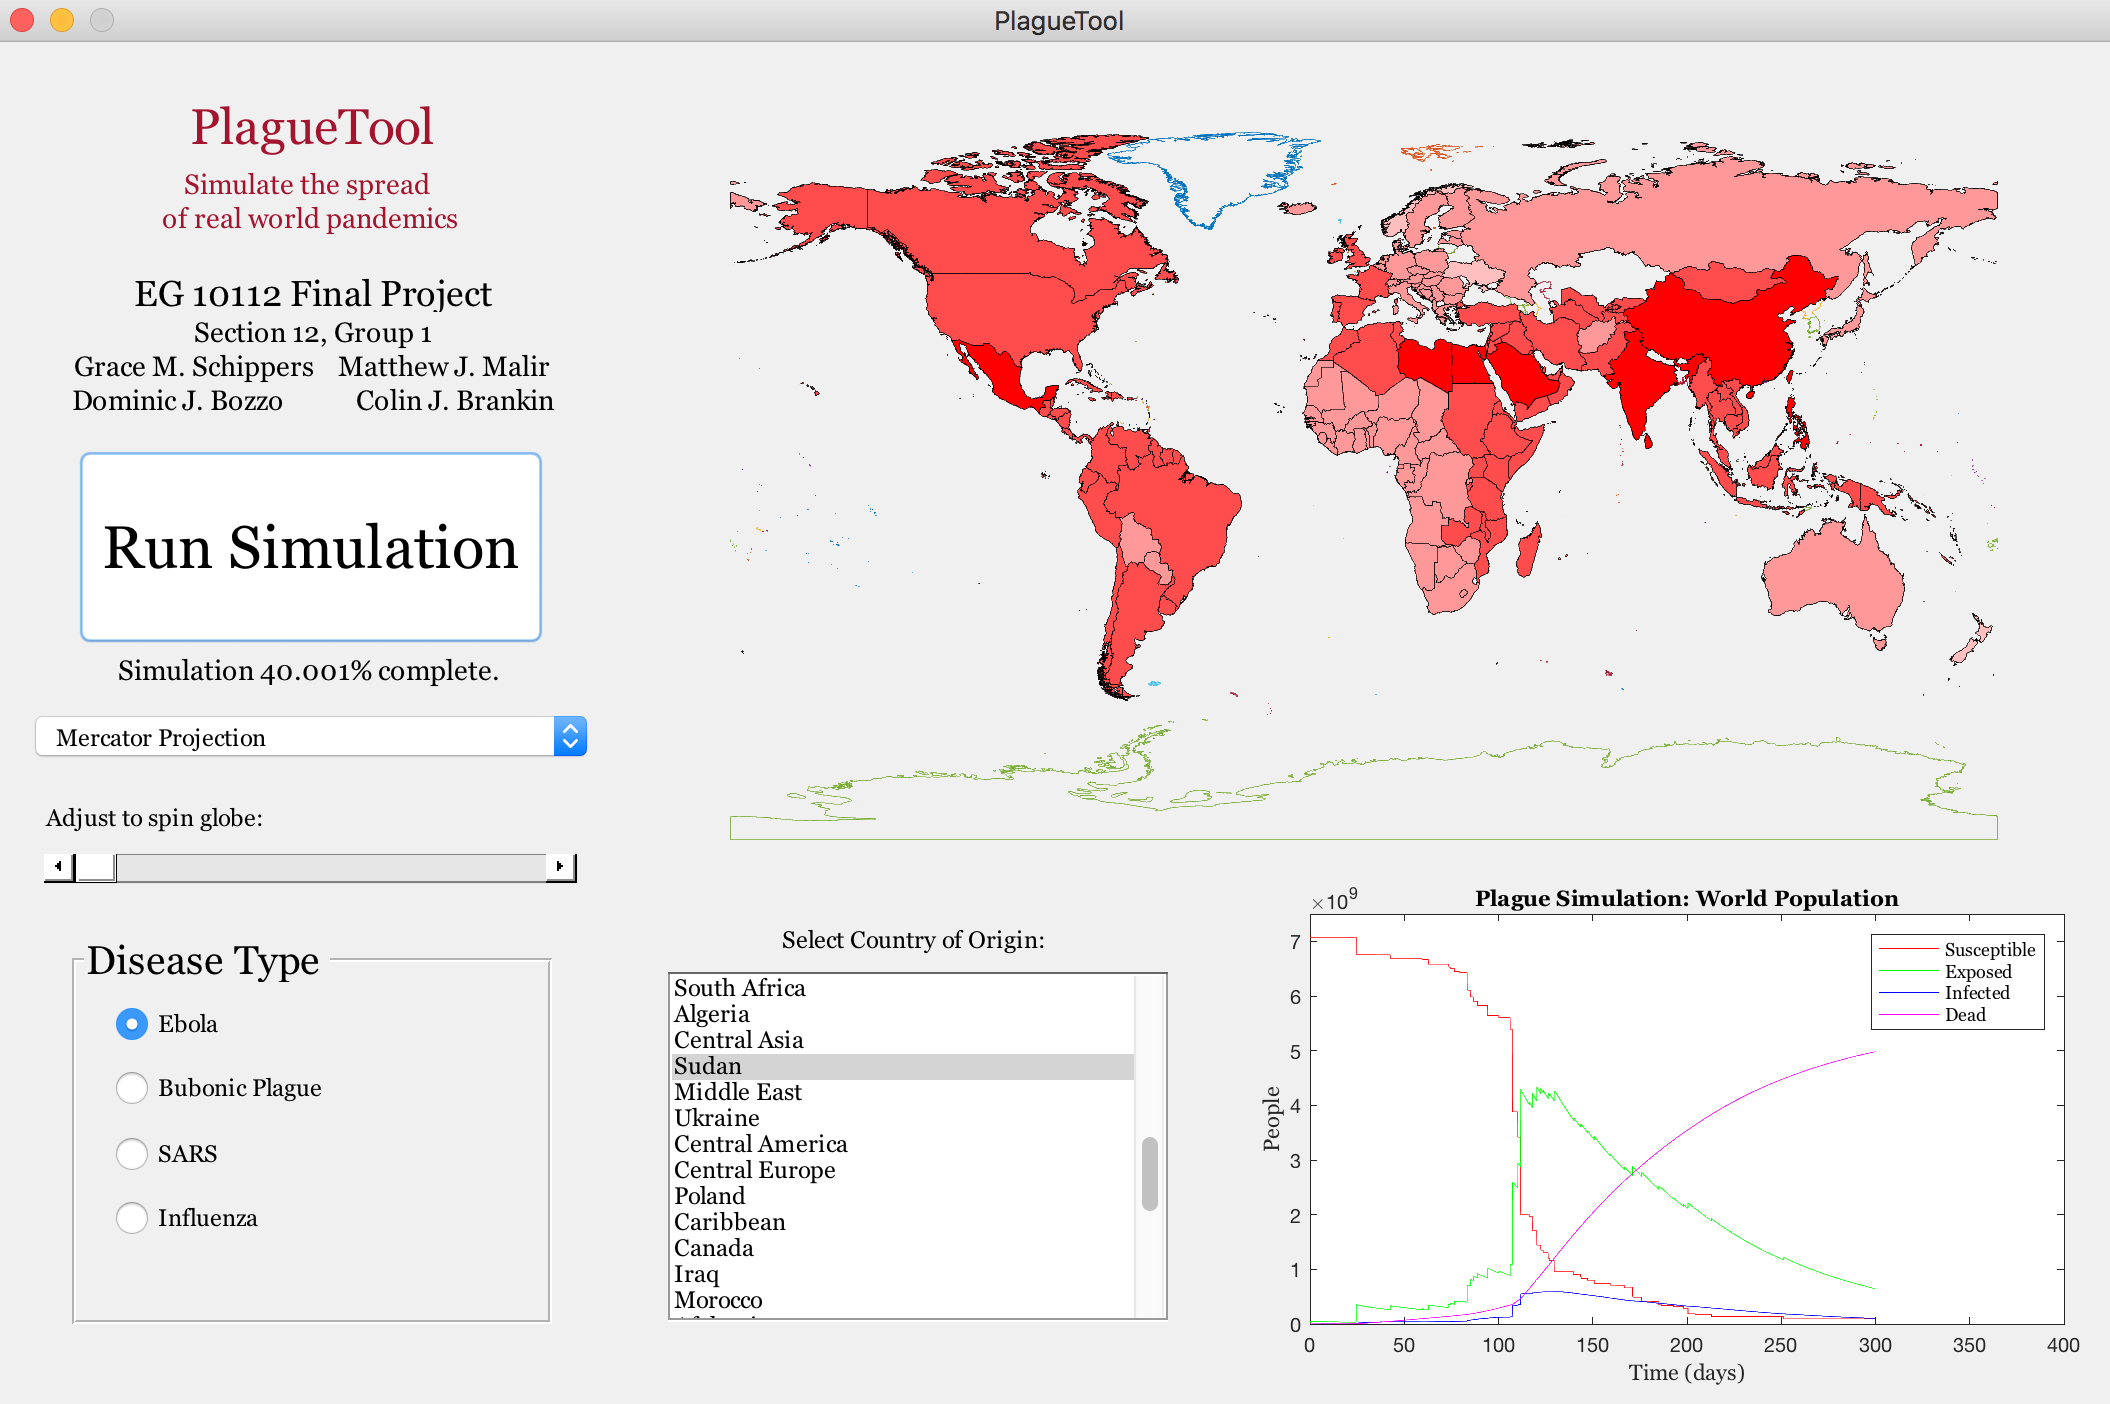 PlagueTool
PlagueTool
Simulate the spread
of real world pandemics
EG 10112 Final Project
Section 12, Group 1
Grace M. Schippers Matthew J. Malir
Dominic J. Bozzo Colin J. Brankin
Run Simulation
Simulation 40.001% complete.
Mercator Projection
Adjust to spin globe:
Disease Type
Ebola
Bubonic Plague
SARS
Influenza
Select Country of Origin:
South Africa
Algeria
Central Asia
Sudan
Middle East
Ukraine
Central America
Central Europe
Poland
Caribbean
Canada
Iraq
Morocco
×10^9
Plague Simulation: World Population
Susceptible
Exposed
Infected
Dead
People
7
6
5
4
3
2
1
0
0 50 100 150 200 250 300 350 400
Time (days)